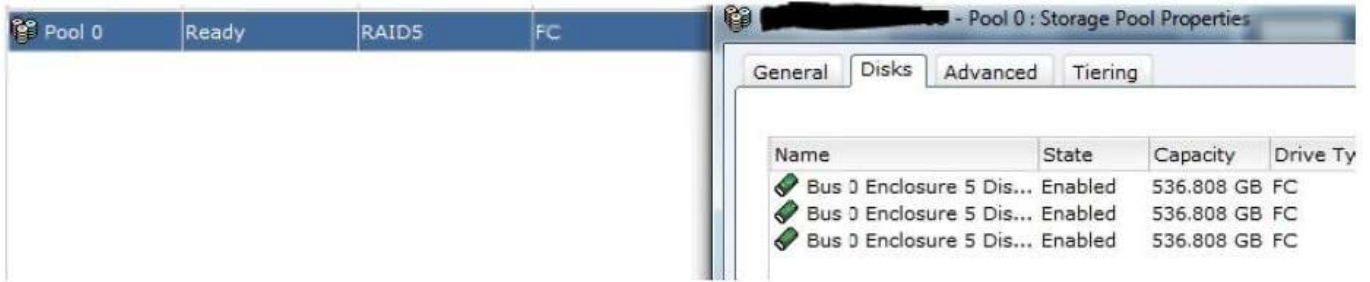 Pool 0 Ready RAID5 FC
- Pool 0 : Storage Pool Properties
General Disks Advanced Tiering
Name State Capacity Drive Ty
Bus 0 Enclosure 5 Dis... Enabled 536.808 GB FC
Bus 0 Enclosure 5 Dis... Enabled 536.808 GB FC
Bus 0 Enclosure 5 Dis... Enabled 536.808 GB FC